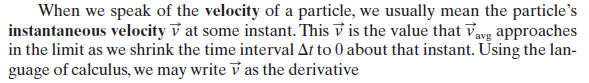 When we speak of the velocity of a particle, we usually mean the particle's
instantaneous velocity v⃗ at some instant. This v⃗ is the value that v⃗avg approaches
in the limit as we shrink the time interval Δt to 0 about that instant. Using the lan-
guage of calculus, we may write v⃗ as the derivative